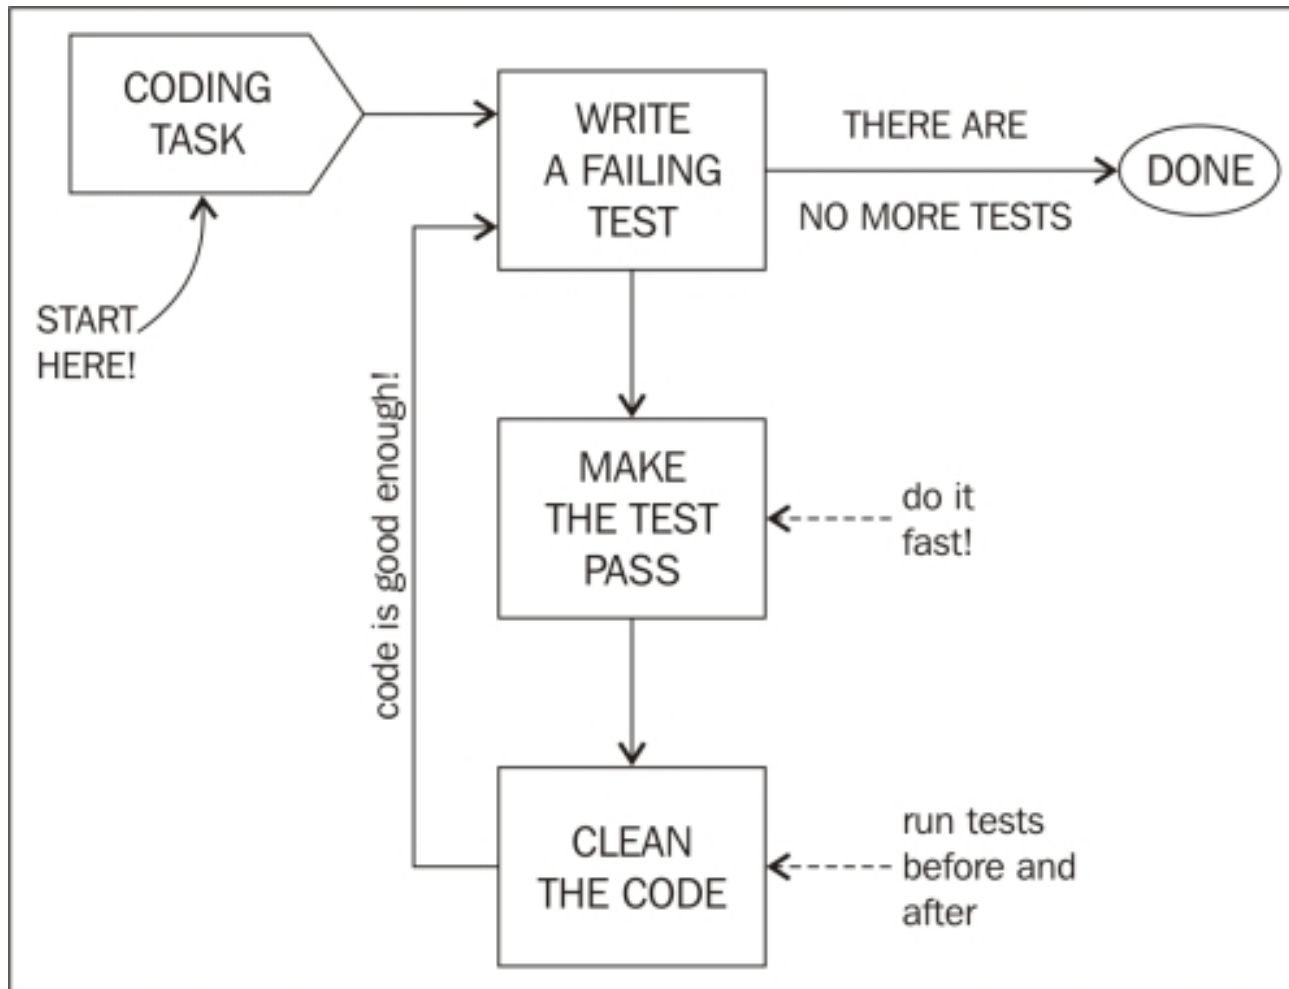 CODING
TASK
START
HERE!
WRITE
A FAILING
TEST
THERE ARE
NO MORE TESTS
DONE
code is good enough!
MAKE
THE TEST
PASS
do it
fast!
CLEAN
THE CODE
run tests
before and
after